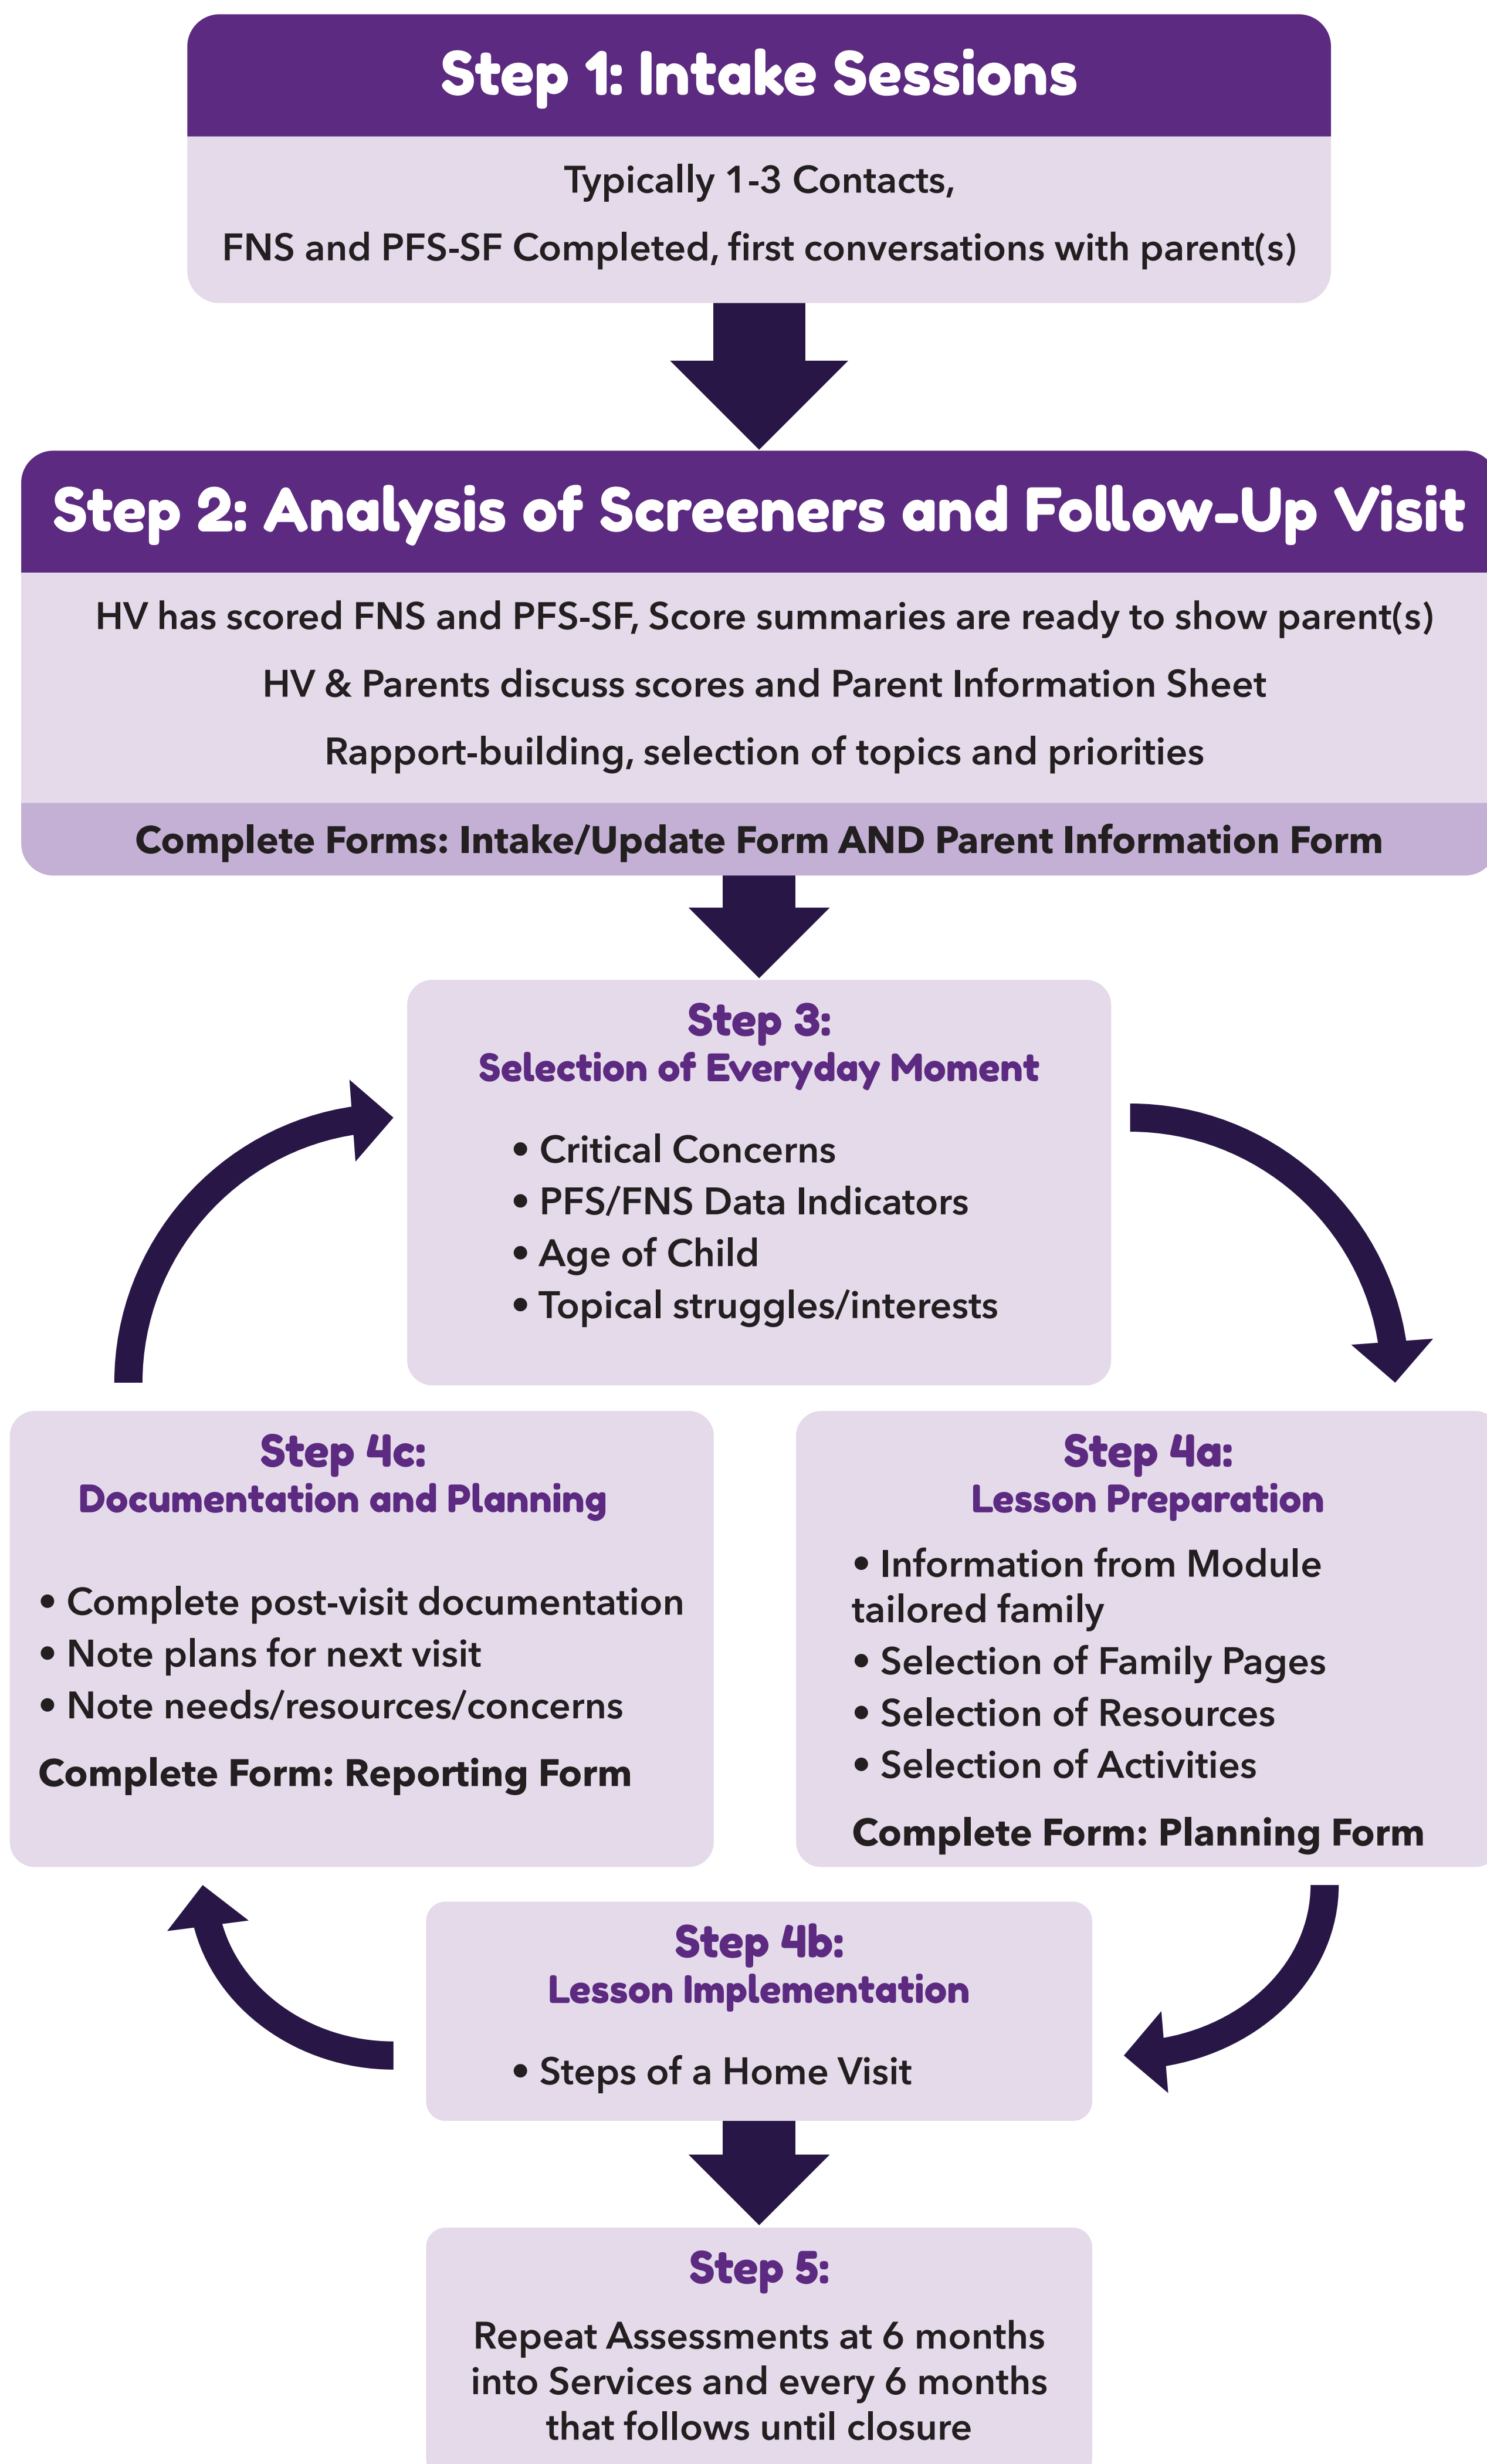 Step 1: Intake Sessions
Typically 1-3 Contacts,
FNS and PFS-SF Completed, first conversations with parent(s)
Step 2: Analysis of Screeners and Follow-Up Visit
HV has scored FNS and PFS-SF, Score summaries are ready to show parent(s)
HV & Parents discuss scores and Parent Information Sheet
Rapport-building, selection of topics and priorities
Complete Forms: Intake/Update Form AND Parent Information Form
Step 3:
Selection of Everyday Moment
• Critical Concerns
• PFS/FNS Data Indicators
• Age of Child
• Topical struggles/interests
Step 4a:
Lesson Preparation
• Information from Module
tailored family
• Selection of Family Pages
• Selection of Resources
• Selection of Activities
Complete Form: Planning Form
Step 4b:
Lesson Implementation
• Steps of a Home Visit
Step 4c:
Documentation and Planning
• Complete post-visit documentation
• Note plans for next visit
• Note needs/resources/concerns
Complete Form: Reporting Form
Step 5:
Repeat Assessments at 6 months
into Services and every 6 months
that follows until closure